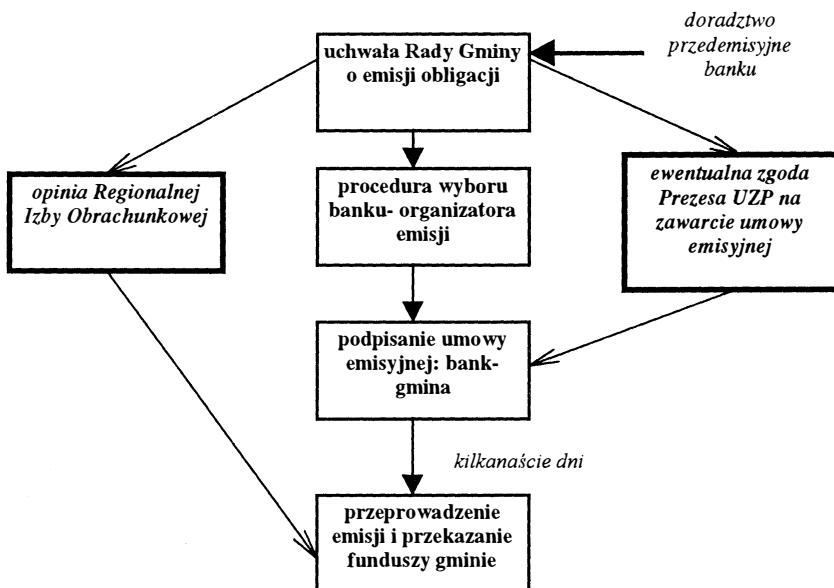 doradztwo
przedemisyjne
banku
uchwała Rady Gminy
o emisji obligacji
opinia Regionalnej
Izby Obrachunkowej
procedura wyboru
banku- organizatora
emisji
ewentualna zgoda
Prezesa UZP na
zawarcie umowy
emisyjnej
podpisanie umowy
emisyjnej: bank-
gmina
kilkanaście dni
przeprowadzenie
emisji i przekazanie
funduszy gminie